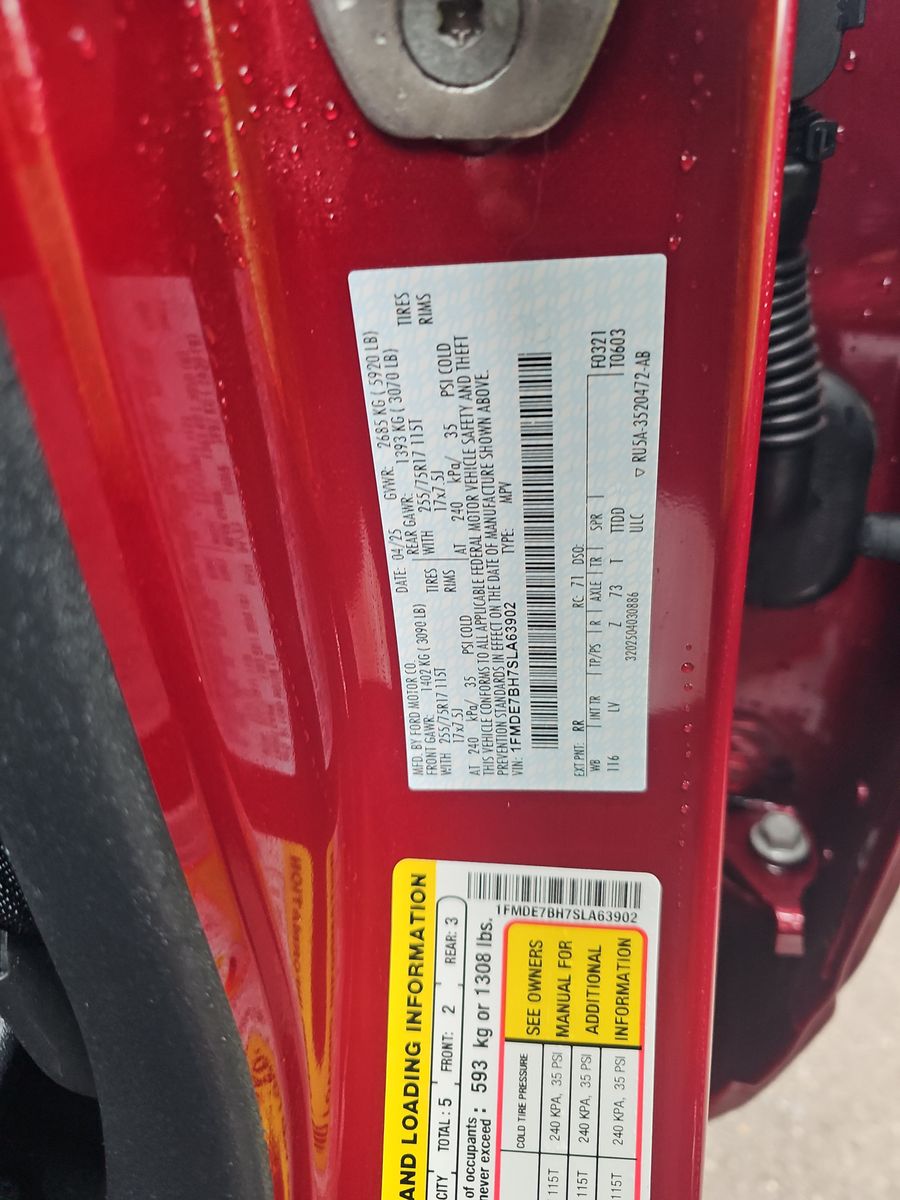 MFD. BY FORD MOTOR CO.
DATE: 04/25 GVWR: 2685 KG ( 5920 LB)
FRONT GAWR: 1402 KG ( 3090 LB)
REAR GAWR: 1393 KG ( 3070 LB)
WITH 255/75R17 115T TIRES
WITH 255/75R17 115T TIRES
17x7.5J RIMS
17x7.5J RIMS
AT 240 kPa/ 35 PSI COLD
AT 240 kPa/ 35 PSI COLD
THIS VEHICLE CONFORMS TO ALL APPLICABLE FEDERAL MOTOR VEHICLE SAFETY AND THEFT
PREVENTION STANDARDS IN EFFECT ON THE DATE OF MANUFACTURE SHOWN ABOVE.
VIN: 1FMDE7BH7SLA63902 TYPE: MPV
EXT PNT: RR RC: 71 DSO:
F0321
WB INT TR TP/PS R AXLE TR SPR
T0603
116 LV Z 73 T TTDD
3202504030886 ULC ▽ RU5A-3520472-AB
AND LOADING INFORMATION
CITY TOTAL : 5 FRONT: 2 REAR: 3
of occupants
never exceed : 593 kg or 1308 lbs.
1FMDE7BH7SLA63902
COLD TIRE PRESSURE
SEE OWNERS
MANUAL FOR
ADDITIONAL
INFORMATION
115T 240 KPA, 35 PSI
115T 240 KPA, 35 PSI
115T 240 KPA, 35 PSI